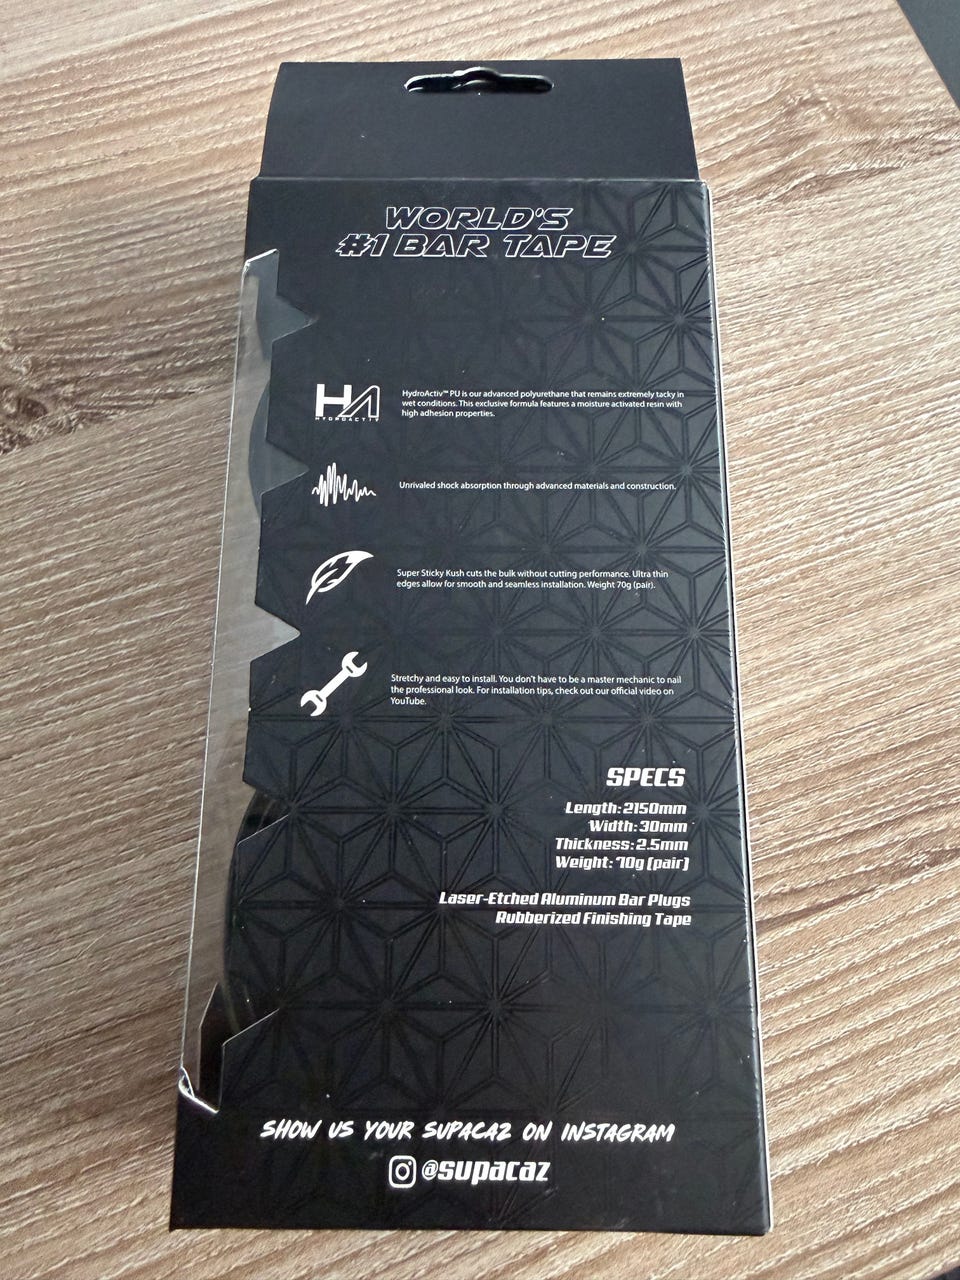 WORLD'S
#1 BAR TAPE
HA
HYDROACTIV
HydroActiv™ PU is our advanced polyurethane that remains extremely tacky in
wet conditions. This exclusive formula features a moisture activated resin with
high adhesion properties.
Unrivaled shock absorption through advanced materials and construction.
Super Sticky Kush cuts the bulk without cutting performance. Ultra thin
edges allow for smooth and seamless installation. Weight 70g (pair).
Stretchy and easy to install. You don't have to be a master mechanic to nail
the professional look. For installation tips, check out our official video on
YouTube.
SPECS
Length: 2150mm
Width: 30mm
Thickness: 2.5mm
Weight: 70g (pair)
Laser-Etched Aluminum Bar Plugs
Rubberized Finishing Tape
SHOW US YOUR SUPACAZ ON INSTAGRAM
@supacaz